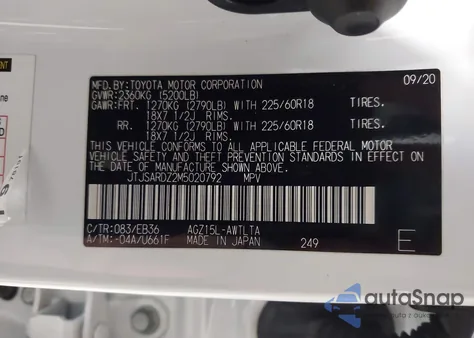 MFD.BY:TOYOTA MOTOR CORPORATION 09/20
GVWR:2360KG (5200LB)
GAWR:FRT. 1270KG (2790LB) WITH 225/60R18 TIRES.
18X7 1/2J RIMS.
RR. 1270KG (2790LB) WITH 225/60R18 TIRES.
18X7 1/2J RIMS.
THIS VEHICLE CONFORMS TO ALL APPLICABLE FEDERAL MOTOR
VEHICLE SAFETY AND THEFT PREVENTION STANDARDS IN EFFECT ON
THE DATE OF MANUFACTURE SHOWN ABOVE.
JTJSARDZ2M5020792 MPV
C/TR:083/EB36 AGZ15L-AWTLTA
A/TM:-04A/U661F MADE IN JAPAN 249 E
autoSnap